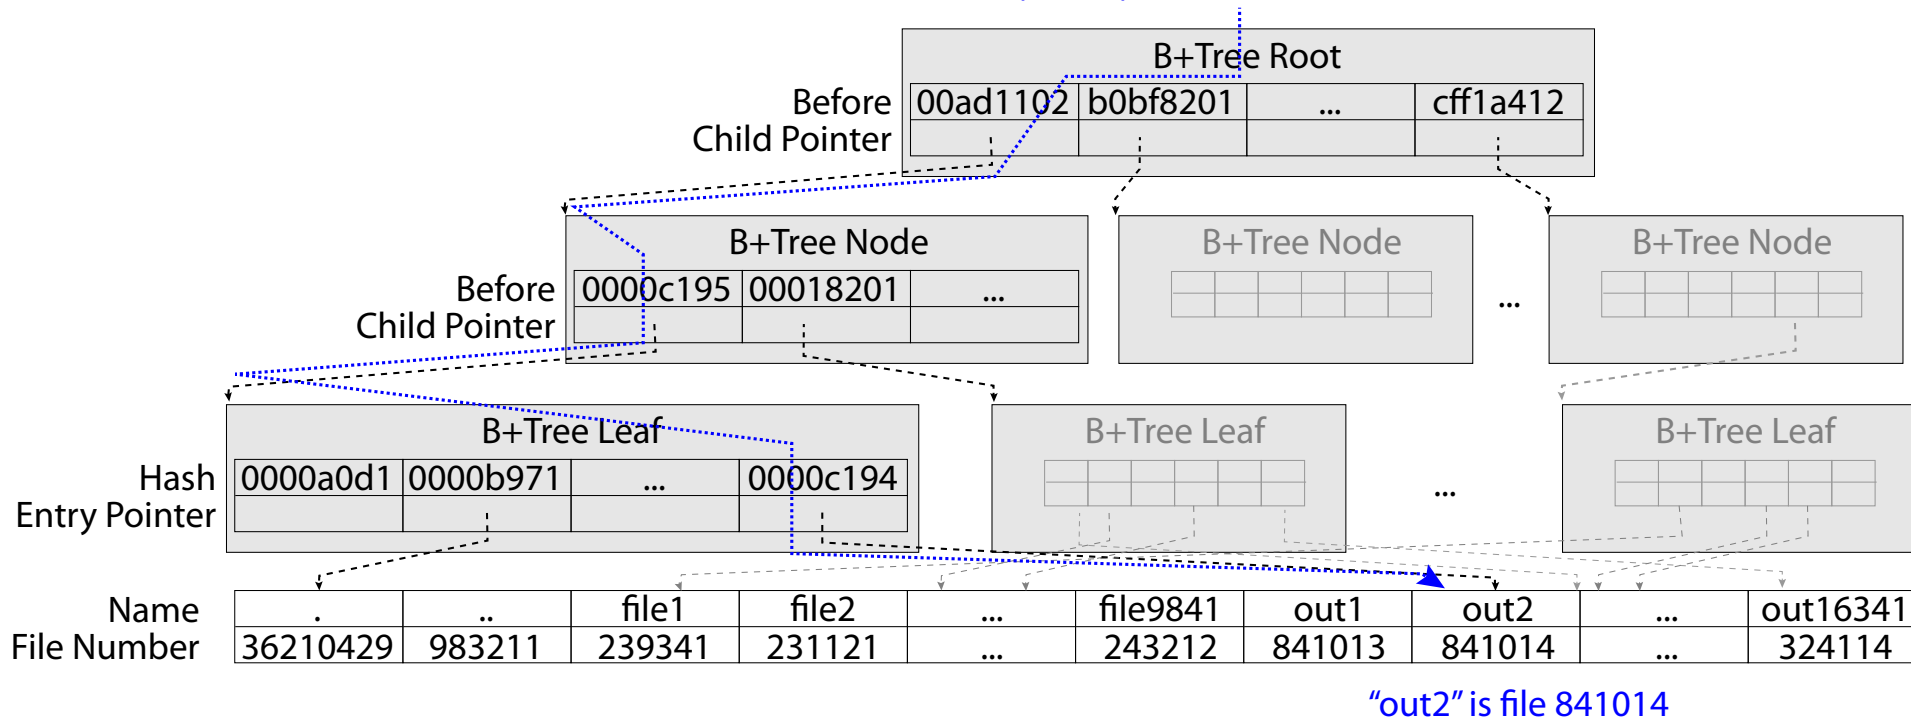 B+Tree Root
Before 00ad1102 b0bf8201 ... cff1a412
Child Pointer
B+Tree Node B+Tree Node B+Tree Node
Before 0000c195 00018201 ... ...
Child Pointer
B+Tree Leaf B+Tree Leaf B+Tree Leaf
Hash 0000a0d1 0000b971 ... 0000c194 ...
Entry Pointer
Name . .. file1 file2 ... file9841 out1 out2 ... out16341
File Number 36210429 983211 239341 231121 ... 243212 841013 841014 ... 324114
“out2” is file 841014